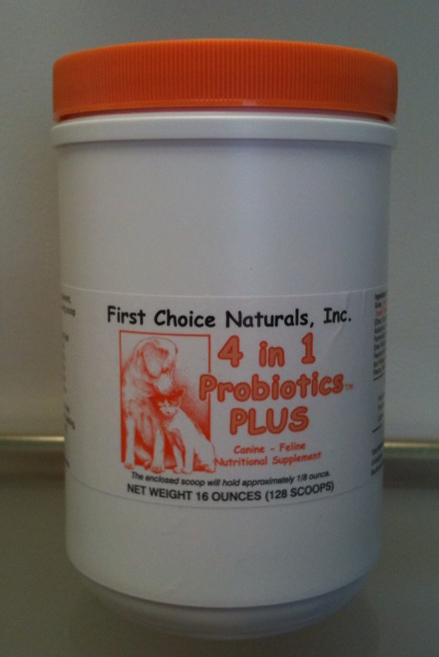 First Choice Naturals, Inc.
4 in 1
Probiotics™
PLUS
Canine - Feline
Nutritional Supplement
The enclosed scoop will hold approximately 1/8 ounce.
NET WEIGHT 16 OUNCES (128 SCOOPS)